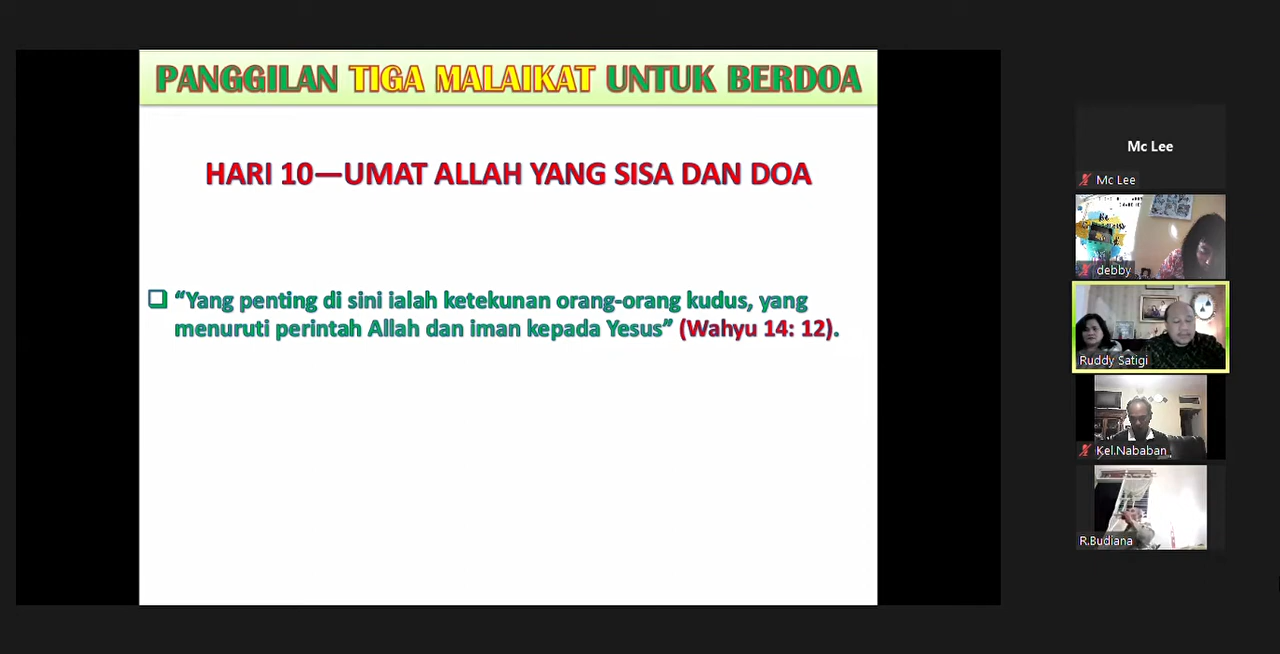 PANGGILAN TIGA MALAIKAT UNTUK BERDOA
HARI 10—UMAT ALLAH YANG SISA DAN DOA
“Yang penting di sini ialah ketekunan orang-orang kudus, yang
menuruti perintah Allah dan iman kepada Yesus” (Wahyu 14: 12).
Mc Lee
Mc Lee
debby
Ruddy Satigi
Kel.Nababan
R.Budiana